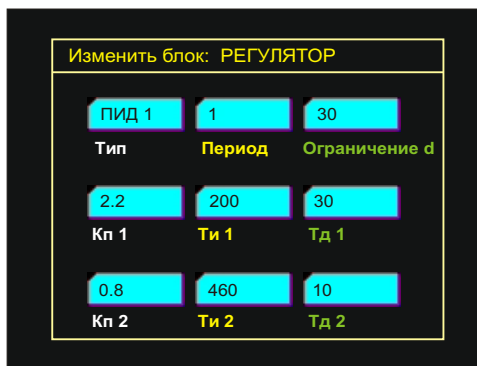 Изменить блок: РЕГУЛЯТОР
ПИД 1 1 30
Тип Период Ограничение d
2.2 200 30
Кп 1 Ти 1 Тд 1
0.8 460 10
Кп 2 Ти 2 Тд 2